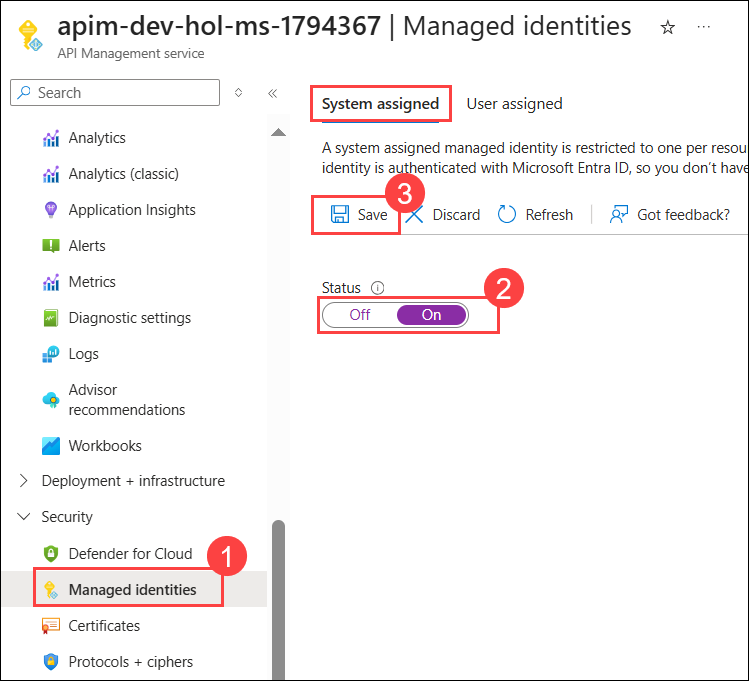 apim-dev-hol-ms-1794367 | Managed identities
API Management service
Search
Analytics
Analytics (classic)
Application Insights
Alerts
Metrics
Diagnostic settings
Logs
Advisor
recommendations
Workbooks
Deployment + infrastructure
Security
Defender for Cloud
1
Managed identities
Certificates
Protocols + ciphers
System assigned User assigned
A system assigned managed identity is restricted to one per resou
identity is authenticated with Microsoft Entra ID, so you don't have
3
Save Discard Refresh Got feedback?
Status
2
Off On